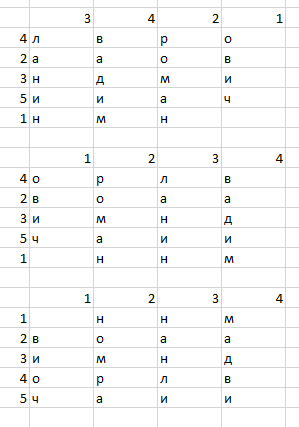 3 4 2 1
4 л в р о
2 а а о в
3 н д м и
5 и и а ч
1 н м н
1 2 3 4
4 о р л в
2 в о а а
3 и м н д
5 ч а и и
1 н н м
1 2 3 4
1 н н м
2 в о а а
3 и м н д
4 о р л в
5 ч а и и